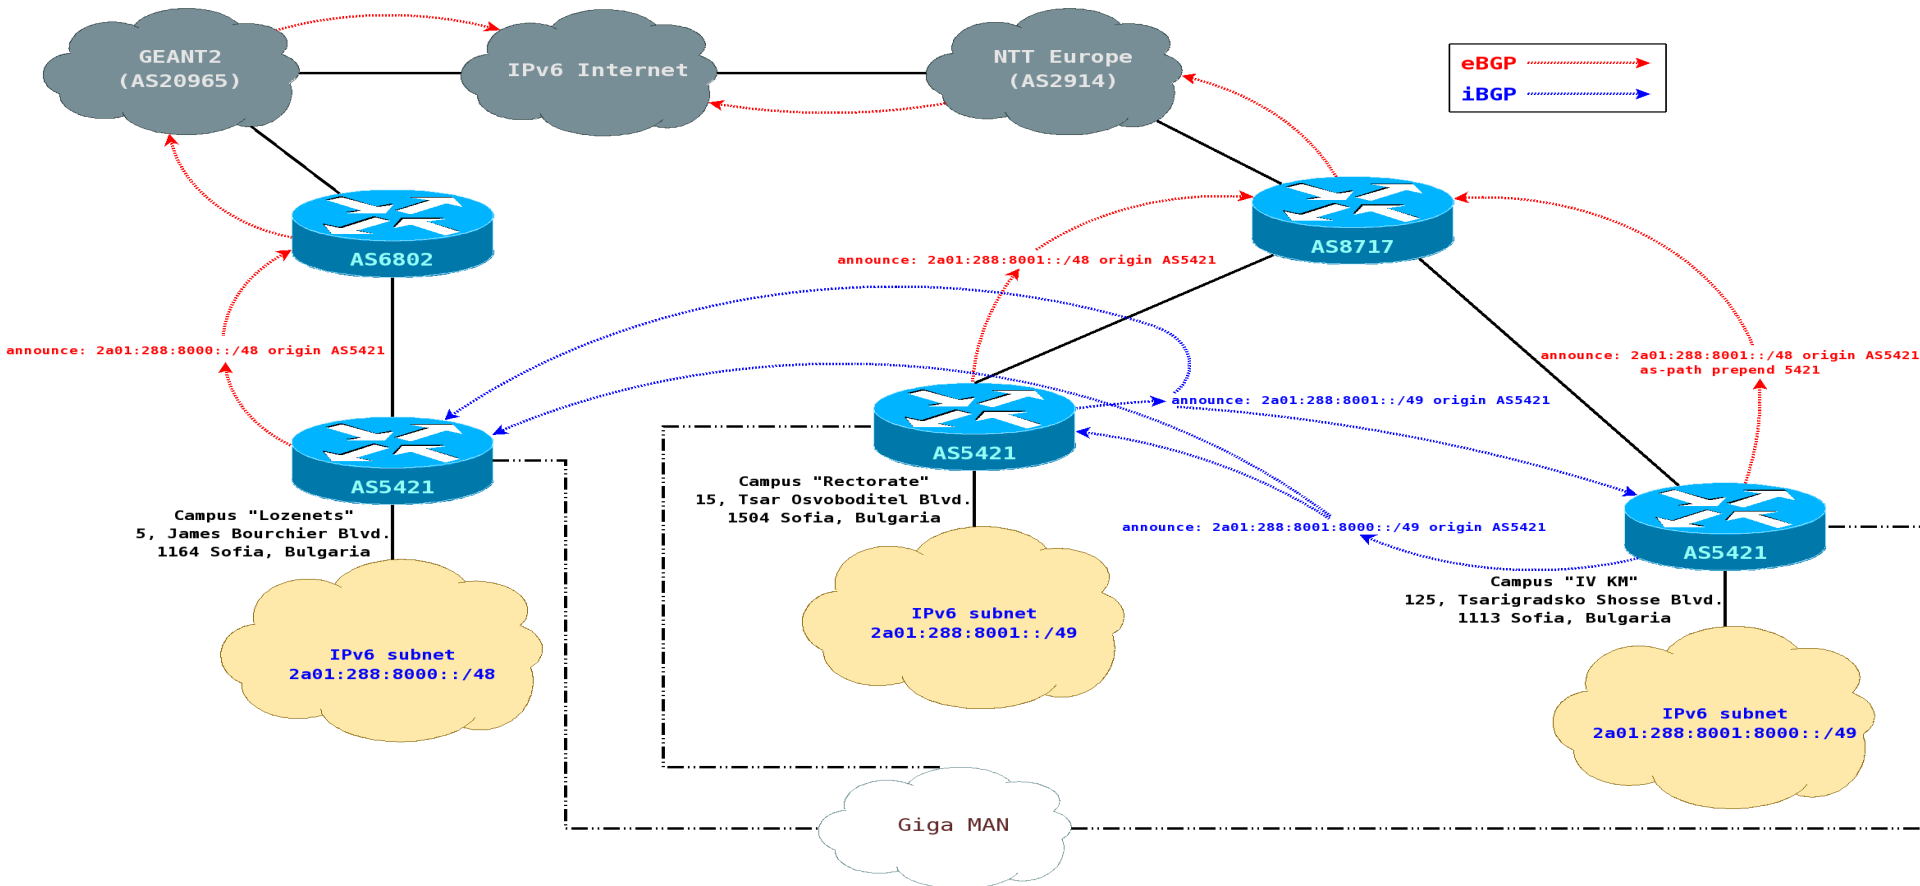 GEANT2
(AS20965)
IPv6 Internet
NTT Europe
(AS2914)
eBGP
iBGP
AS6802
AS8717
announce: 2a01:288:8001::/48 origin AS5421
announce: 2a01:288:8000::/48 origin AS5421
announce: 2a01:288:8001::/48 origin AS5421
as-path prepend 5421
announce: 2a01:288:8001::/49 origin AS5421
AS5421
Campus "Lozenets"
5, James Bourchier Blvd.
1164 Sofia, Bulgaria
AS5421
Campus "Rectorate"
15, Tsar Osvoboditel Blvd.
1504 Sofia, Bulgaria
announce: 2a01:288:8001:8000::/49 origin AS5421
AS5421
Campus "IV KM"
125, Tsarigradsko Shosse Blvd.
1113 Sofia, Bulgaria
IPv6 subnet
2a01:288:8000::/48
IPv6 subnet
2a01:288:8001::/49
IPv6 subnet
2a01:288:8001:8000::/49
Giga MAN